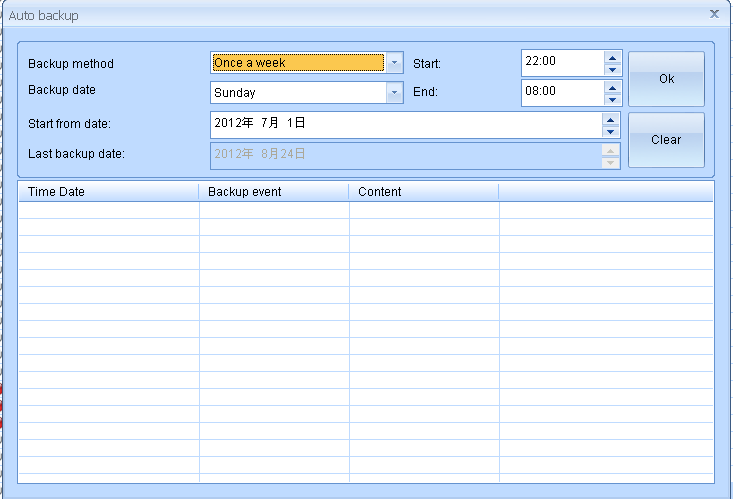 Auto backup
Backup method Once a week Start: 22:00 Ok
Backup date Sunday End: 08:00
Start from date: 2012年 7月 1日 Clear
Last backup date: 2012年 8月24日
Time Date Backup event Content